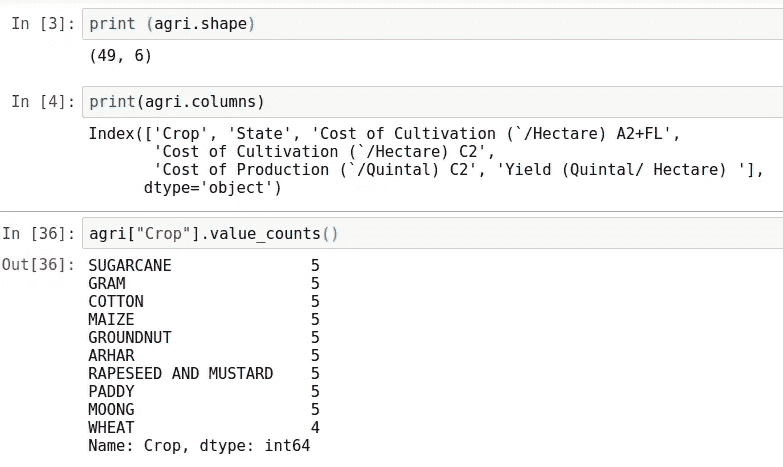 In [3]: print (agri.shape)
(49, 6)
In [4]: print(agri.columns)
Index(['Crop', 'State', 'Cost of Cultivation (`/Hectare) A2+FL',
'Cost of Cultivation (`/Hectare) C2',
'Cost of Production (`/Quintal) C2', 'Yield (Quintal/ Hectare) '],
dtype='object')
In [36]: agri["Crop"].value_counts()
Out[36]: SUGARCANE 5
GRAM 5
COTTON 5
MAIZE 5
GROUNDNUT 5
ARHAR 5
RAPESEED AND MUSTARD 5
PADDY 5
MOONG 5
WHEAT 4
Name: Crop, dtype: int64